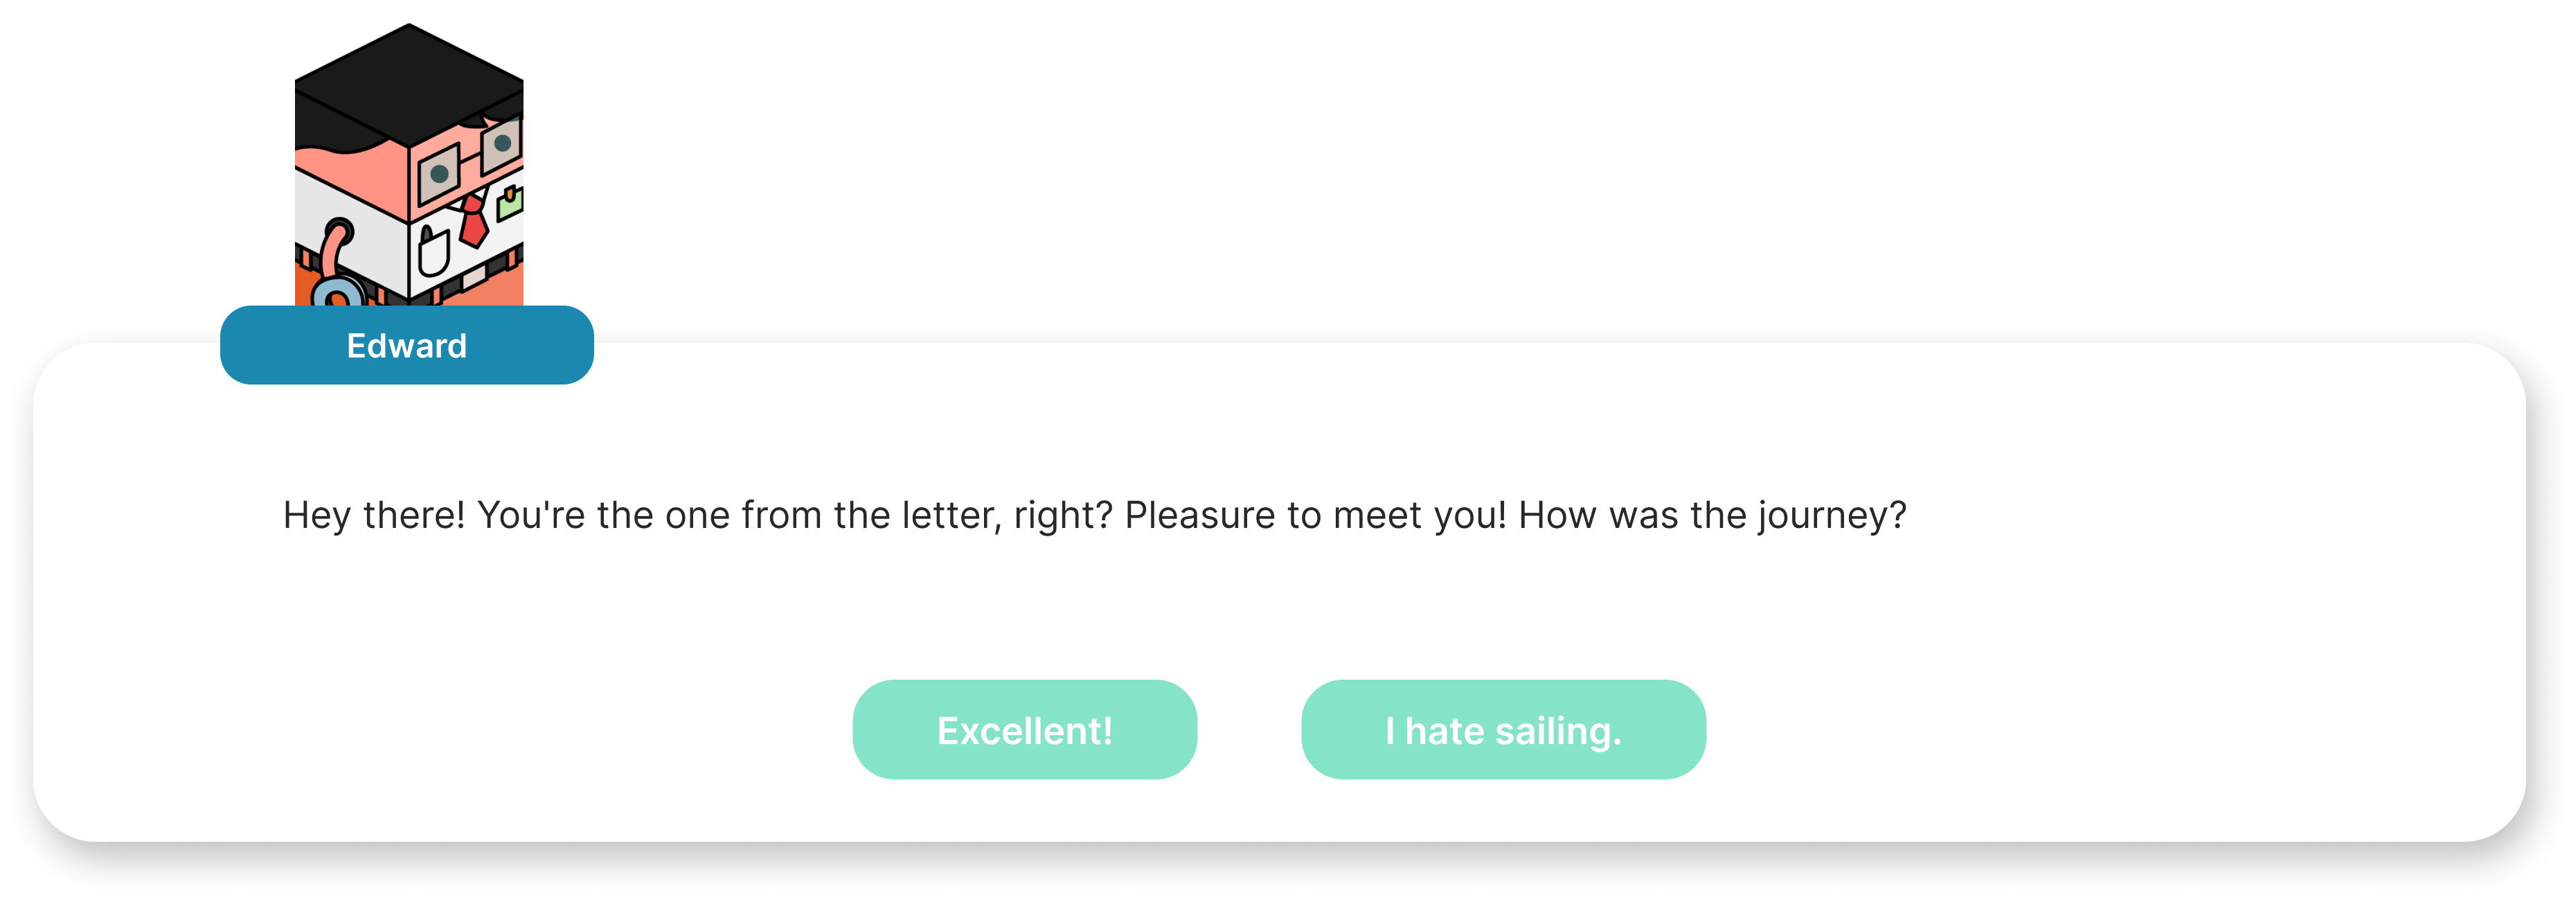 Edward
Hey there! You're the one from the letter, right? Pleasure to meet you! How was the journey?
Excellent!
I hate sailing.